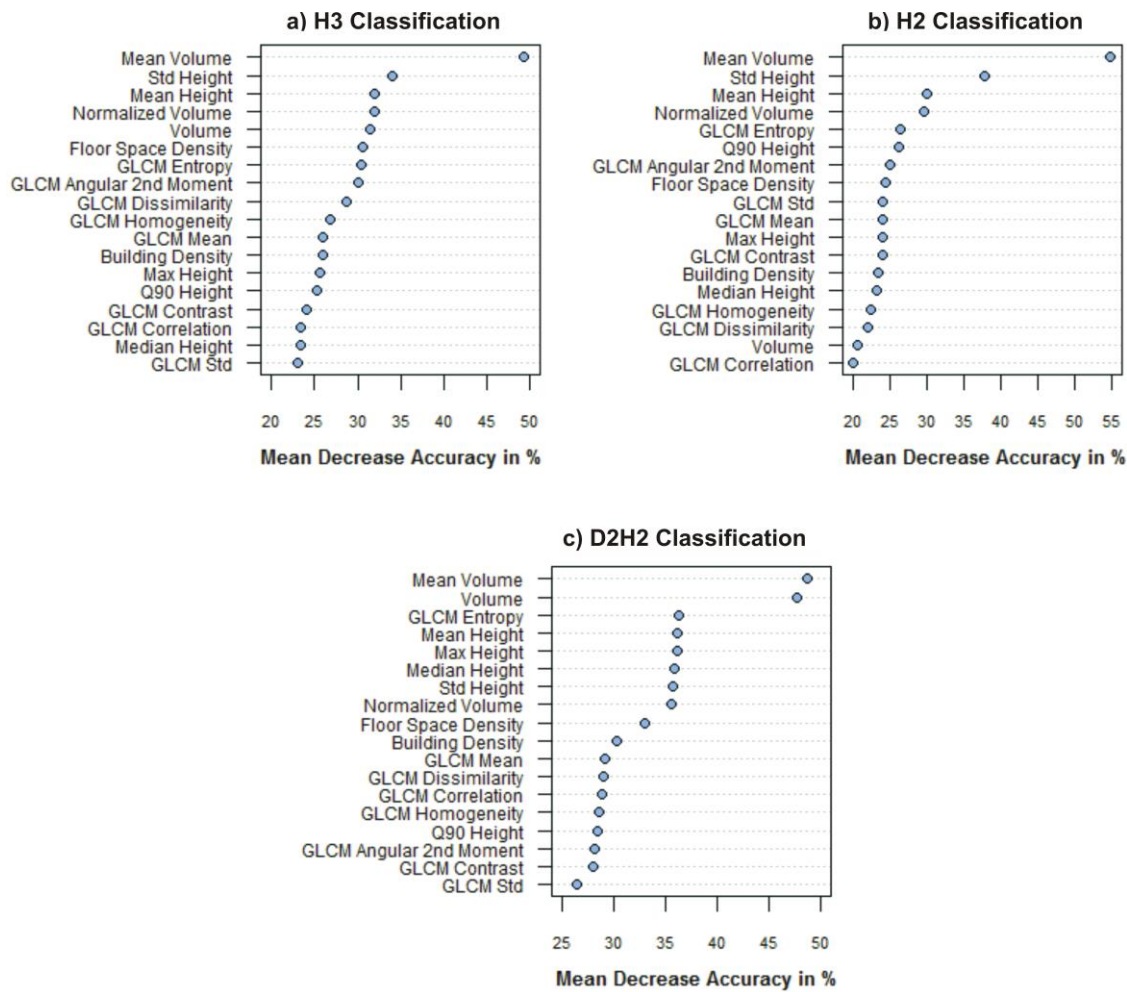 a) H3 Classification
Mean Volume
Std Height
Mean Height
Normalized Volume
Volume
Floor Space Density
GLCM Entropy
GLCM Angular 2nd Moment
GLCM Dissimilarity
GLCM Homogeneity
GLCM Mean
Building Density
Max Height
Q90 Height
GLCM Contrast
GLCM Correlation
Median Height
GLCM Std
20 25 30 35 40 45 50
Mean Decrease Accuracy in %
b) H2 Classification
Mean Volume
Std Height
Mean Height
Normalized Volume
GLCM Entropy
Q90 Height
GLCM Angular 2nd Moment
Floor Space Density
GLCM Std
GLCM Mean
Max Height
GLCM Contrast
Building Density
Median Height
GLCM Homogeneity
GLCM Dissimilarity
Volume
GLCM Correlation
20 25 30 35 40 45 50 55
Mean Decrease Accuracy in %
c) D2H2 Classification
Mean Volume
Volume
GLCM Entropy
Mean Height
Max Height
Median Height
Std Height
Normalized Volume
Floor Space Density
Building Density
GLCM Mean
GLCM Dissimilarity
GLCM Correlation
GLCM Homogeneity
Q90 Height
GLCM Angular 2nd Moment
GLCM Contrast
GLCM Std
25 30 35 40 45 50
Mean Decrease Accuracy in %